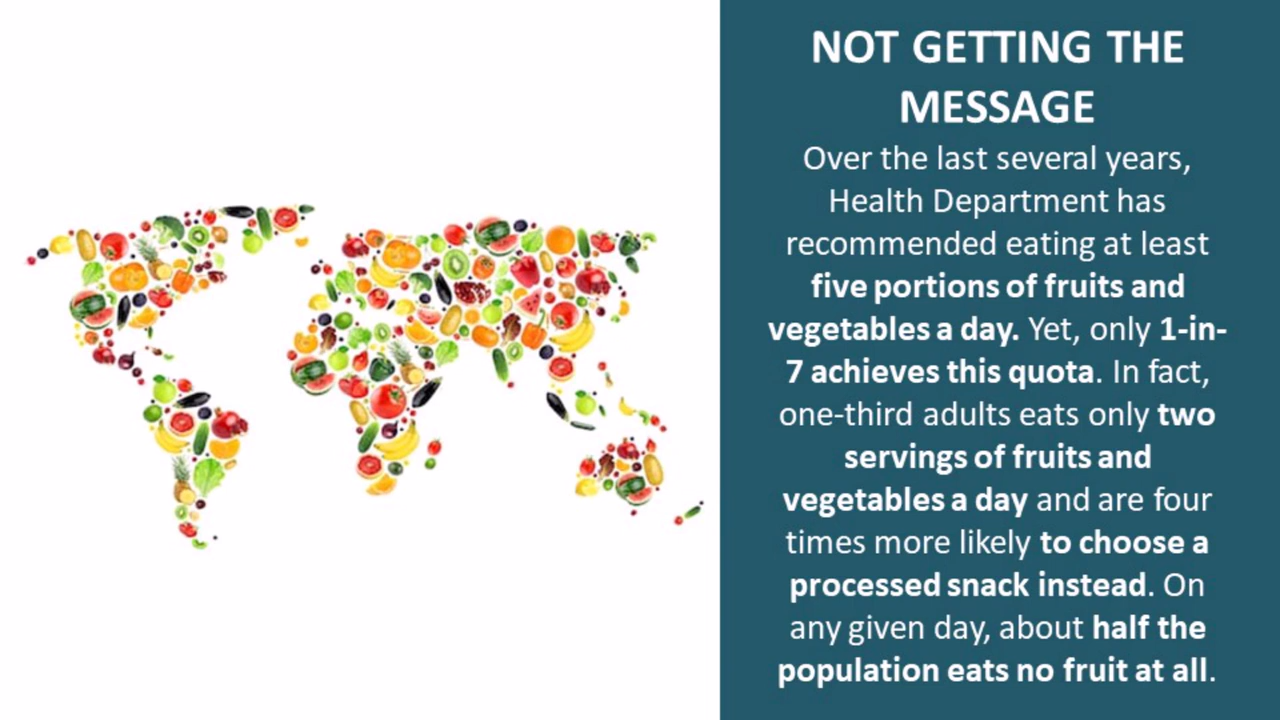 NOT GETTING THE
MESSAGE
Over the last several years,
Health Department has
recommended eating at least
five portions of fruits and
vegetables a day. Yet, only 1-in-
7 achieves this quota. In fact,
one-third adults eats only two
servings of fruits and
vegetables a day and are four
times more likely to choose a
processed snack instead. On
any given day, about half the
population eats no fruit at all.